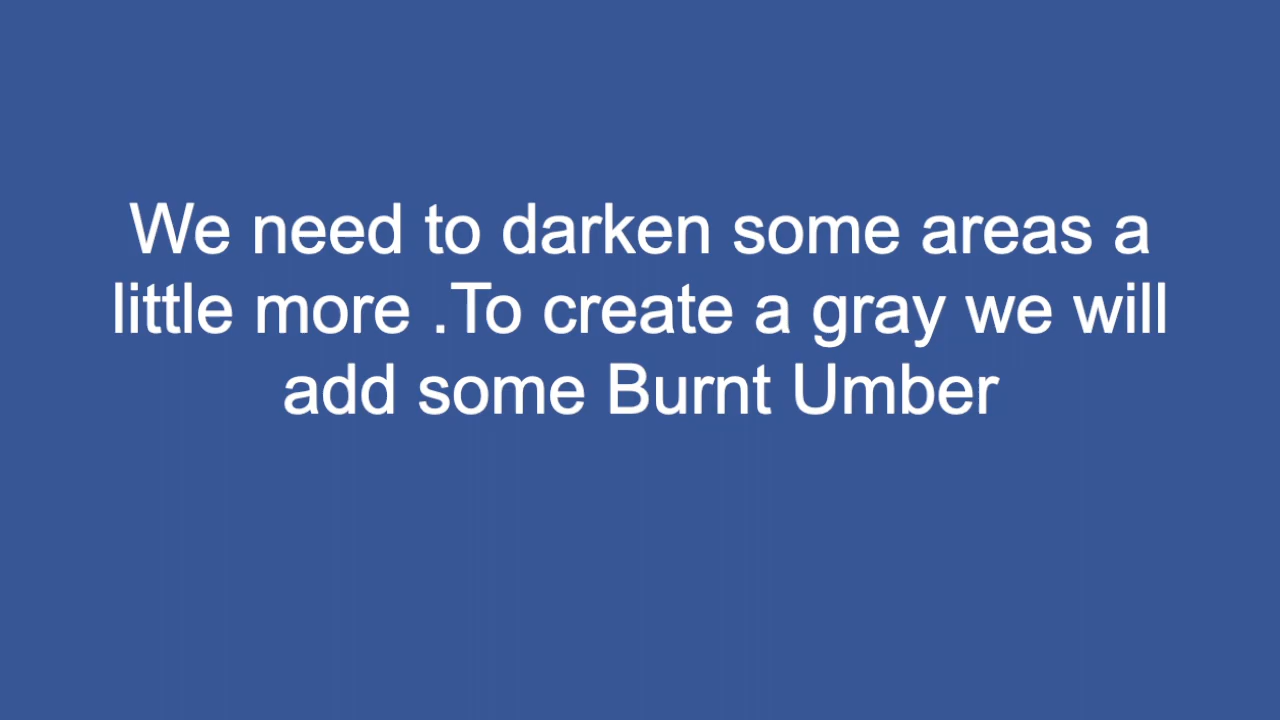 We need to darken some areas a
little more .To create a gray we will
add some Burnt Umber